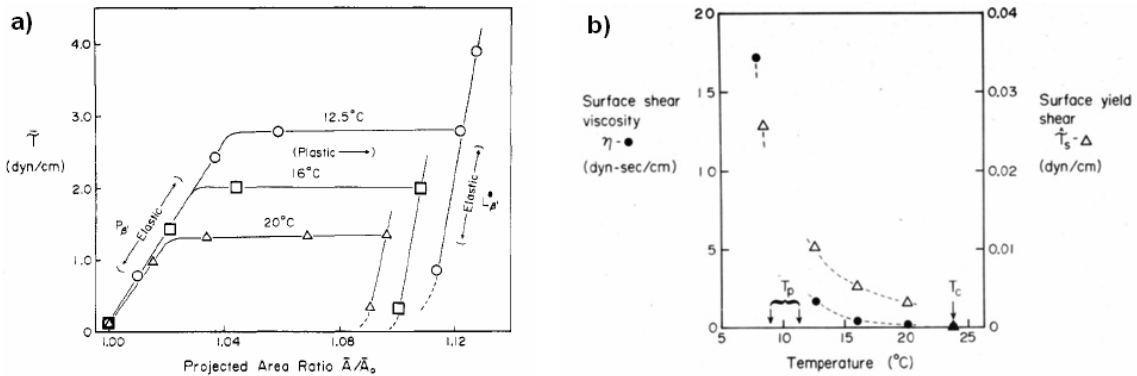 a)
4.0
3.0
T̄
(dyn/cm)
2.0
1.0
0
12.5°C
(Plastic ⟶)
16°C
20°C
Pβ'
(← Elastic →)
(← Elastic →)
L*β'
1.00
1.04
1.08
1.12
Projected Area Ratio Ā/Ā₀
b)
20
15
10
5
0
Surface shear
viscosity
η - ●
(dyn-sec/cm)
0.04
0.03
0.02
0.01
0
Surface yield
shear
T̂s - △
(dyn/cm)
Tp
Tc
5
10
15
20
25
Temperature (°C)